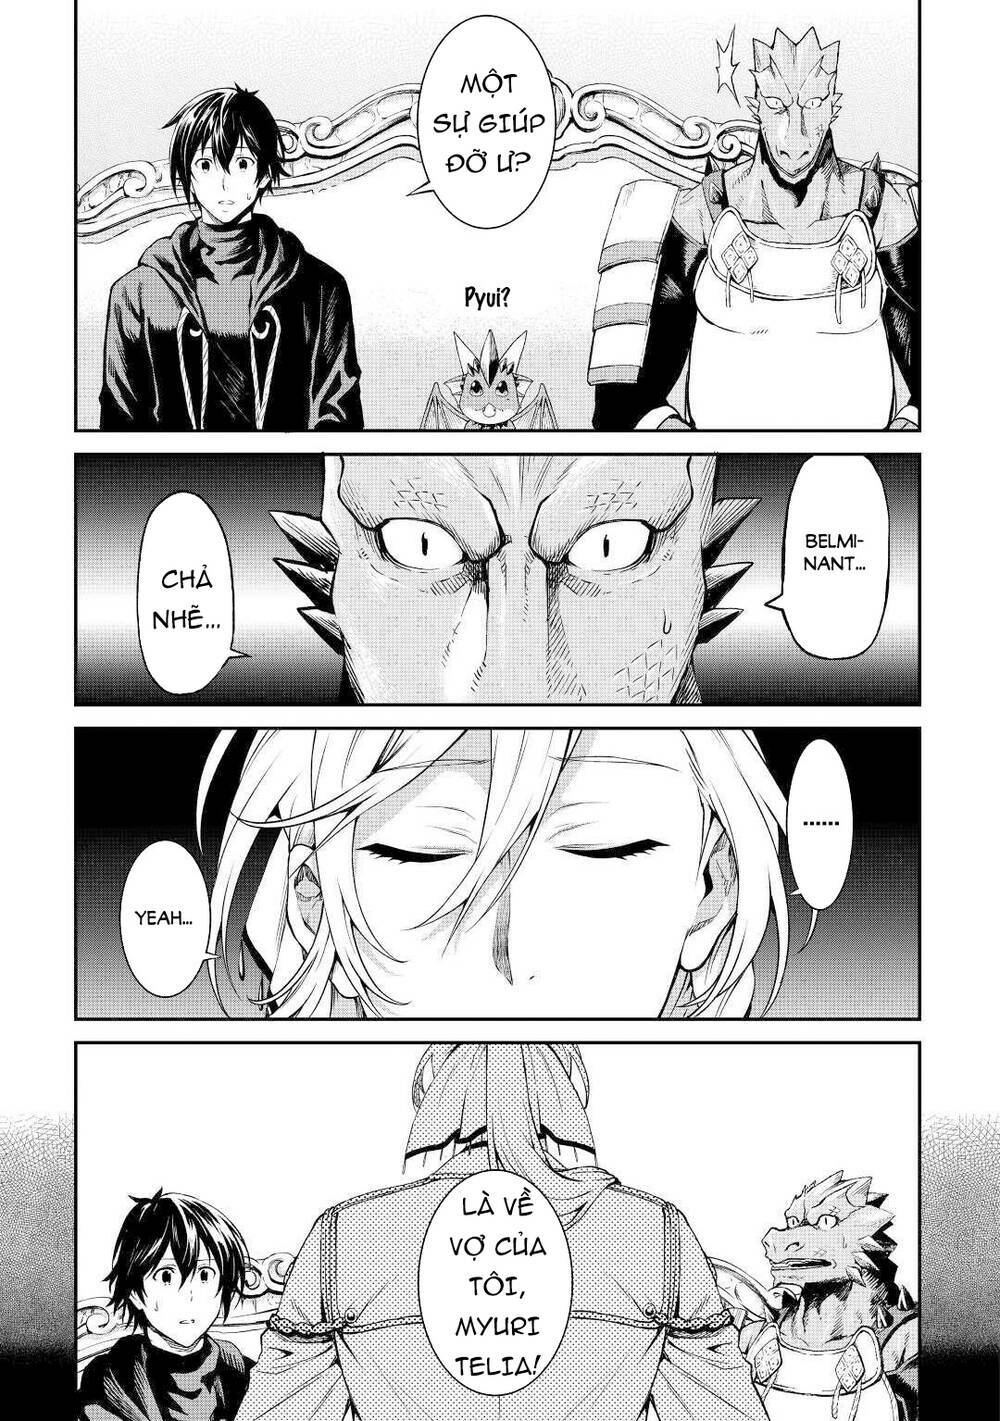 MỘT
SỰ GIÚP
ĐỠ Ư?
Pyui?
BELMI-
NANT...
CHẢ
NHẼ...
......
YEAH...
LÀ VỀ
VỢ CỦA
TÔI,
MYURI
TELIA!